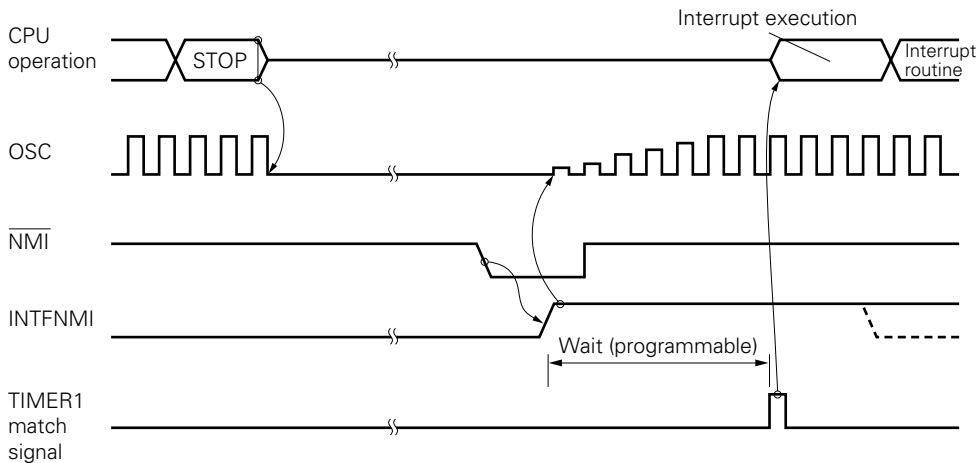 Interrupt execution
CPU
operation
STOP
Interrupt
routine
OSC
NMI
INTFNMI
Wait (programmable)
TIMER1
match
signal